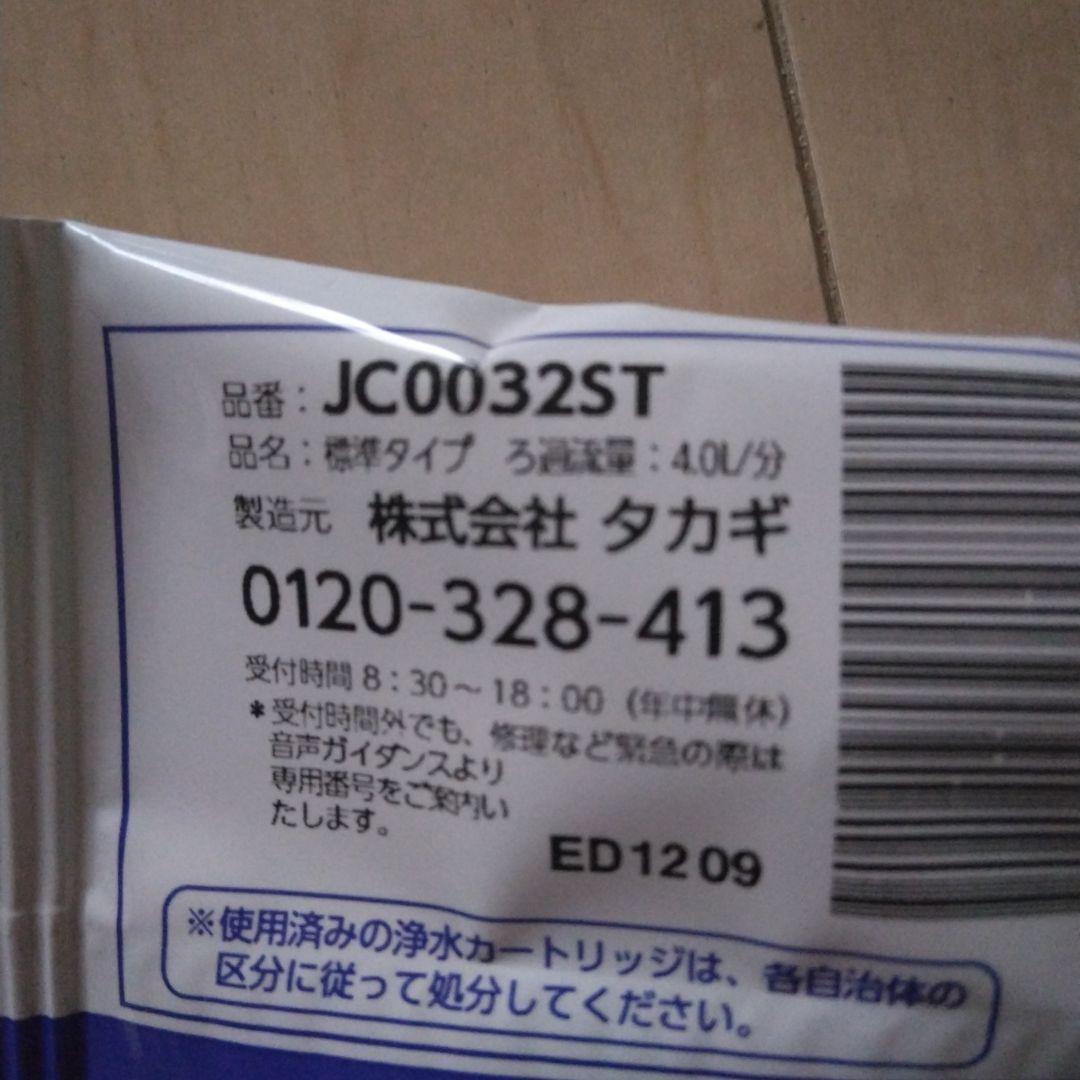 品番：JC0032ST
品名：標準タイプ　ろ過流量：4.0L/分
製造元　株式会社 タカギ
0120-328-413
受付時間 8：30～18：00（年中無休）
*受付時間外でも、修理など緊急の際は
音声ガイダンスより
専用番号をご案内い
たします。
ED1209
※使用済みの浄水カートリッジは、各自治体の
区分に従って処分してください。